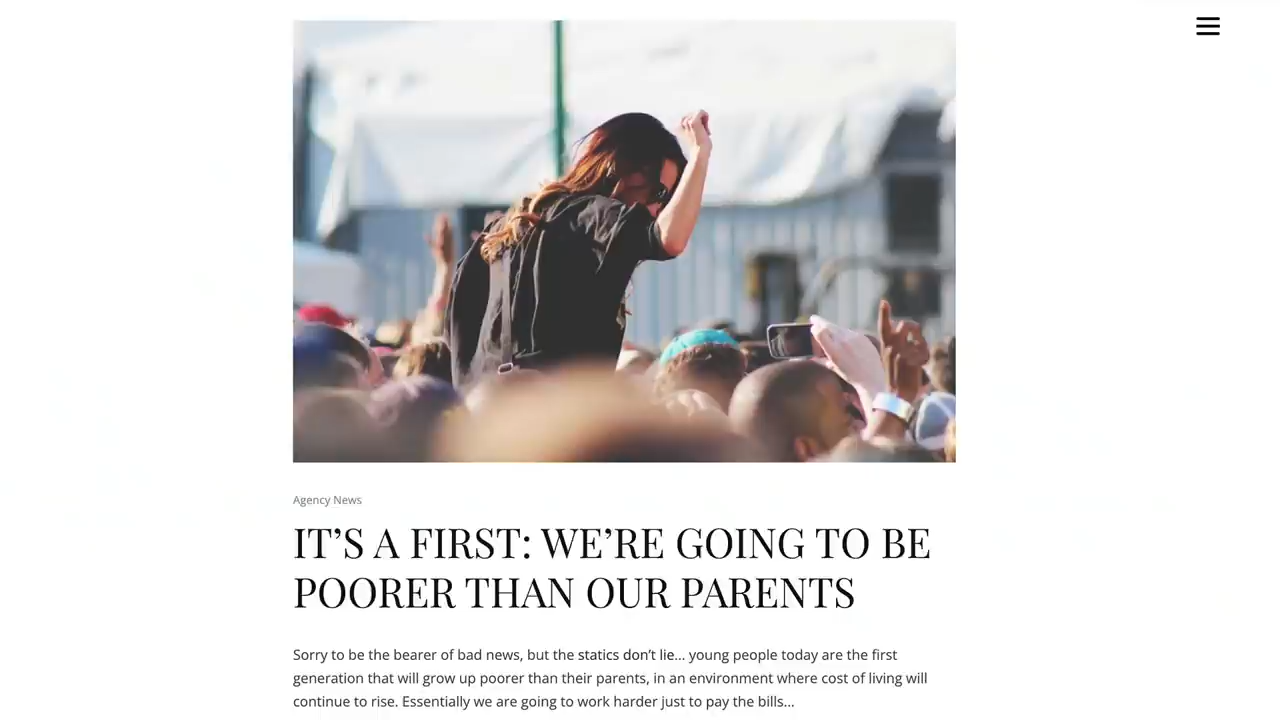 Agency News
IT’S A FIRST: WE’RE GOING TO BE
POORER THAN OUR PARENTS
Sorry to be the bearer of bad news, but the statics don’t lie... young people today are the first
generation that will grow up poorer than their parents, in an environment where cost of living will
continue to rise. Essentially we are going to work harder just to pay the bills...